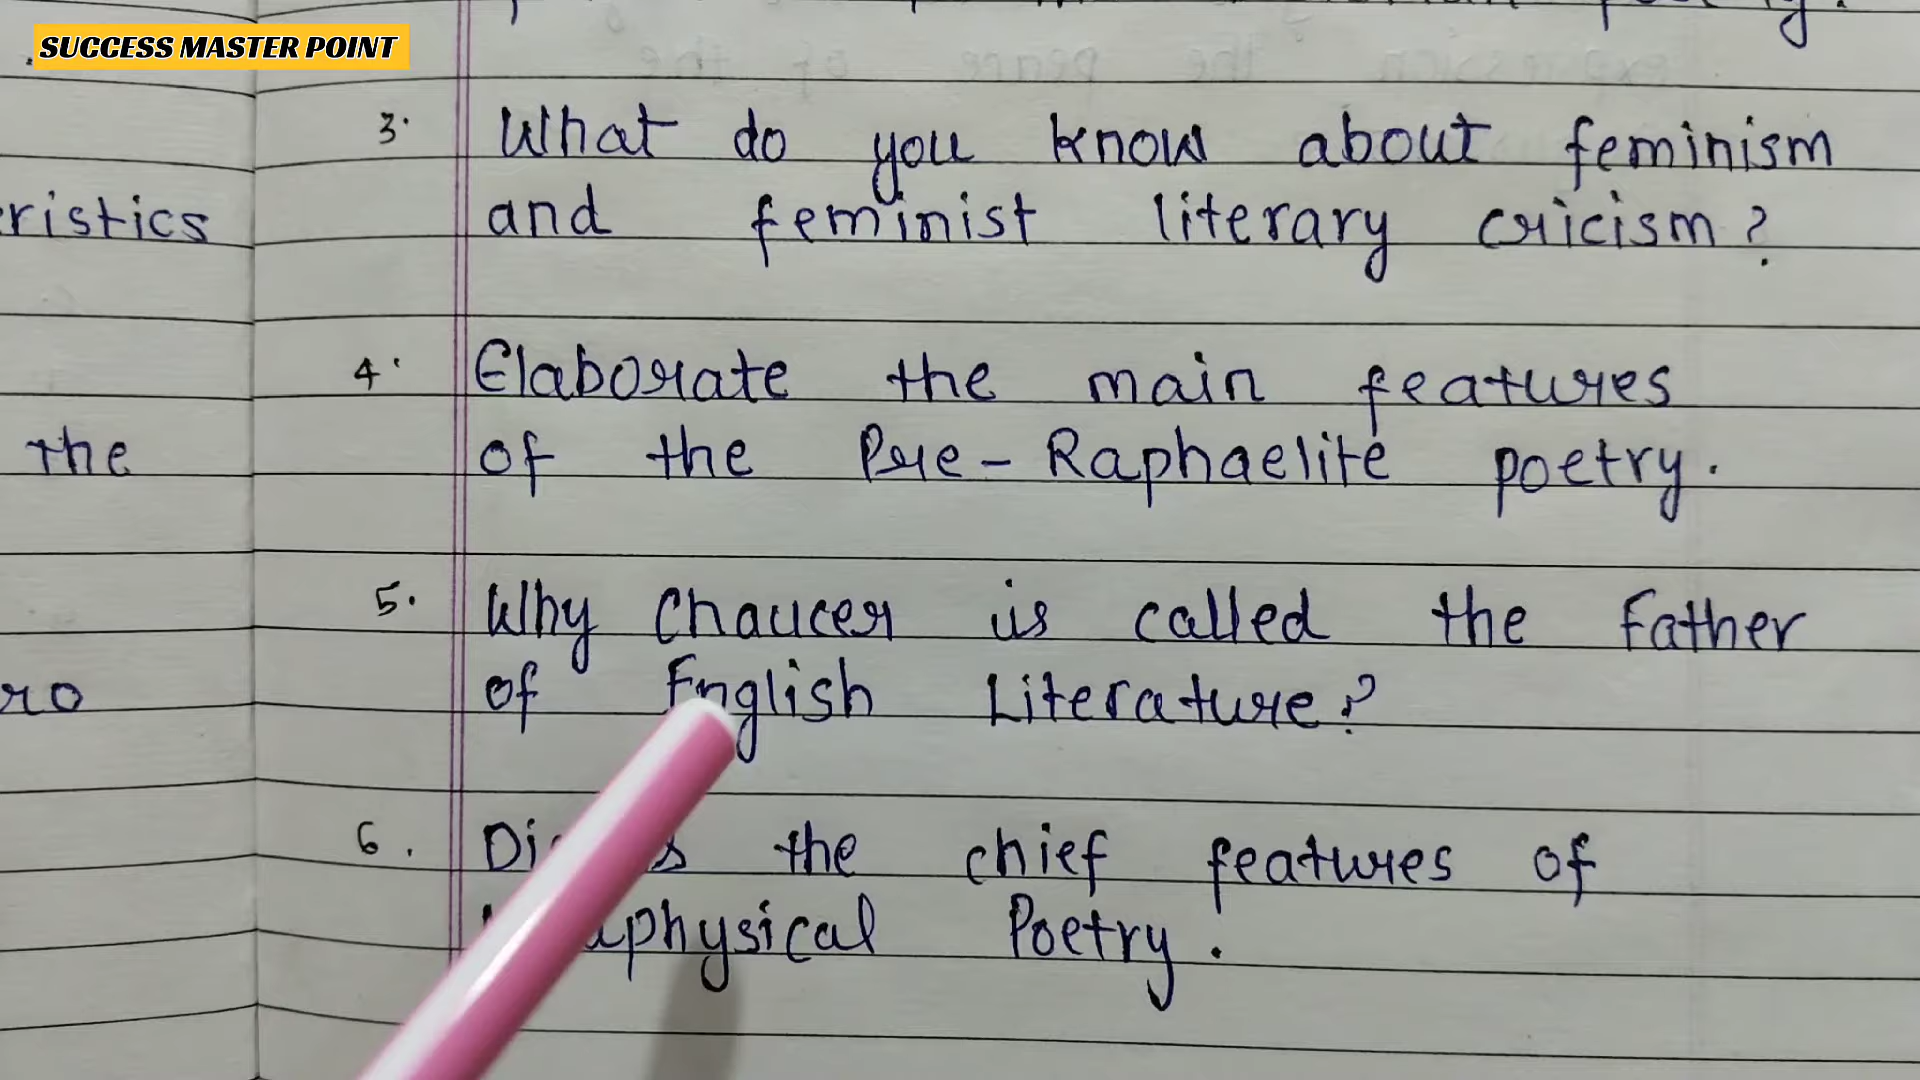 SUCCESS MASTER POINT
3. What do you know about feminism
and feminist literary cricism?
4. Elaborate the main features
of the Pre-Raphaelite poetry.
5. Why Chaucer is called the Father
of English Literature?
6. the chief features of
Poetry.
ristics
the
ro